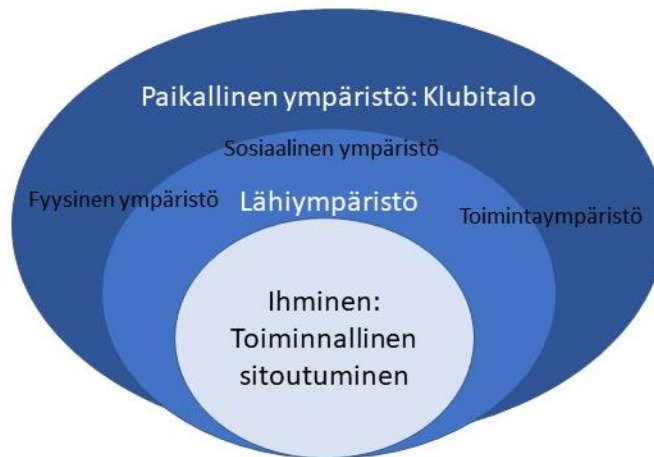 Paikallinen ympäristö: Klubitalo
Sosiaalinen ympäristö
Fyysinen ympäristö
Lähiympäristö
Toimintaympäristö
Ihminen:
Toiminnallinen
sitoutuminen